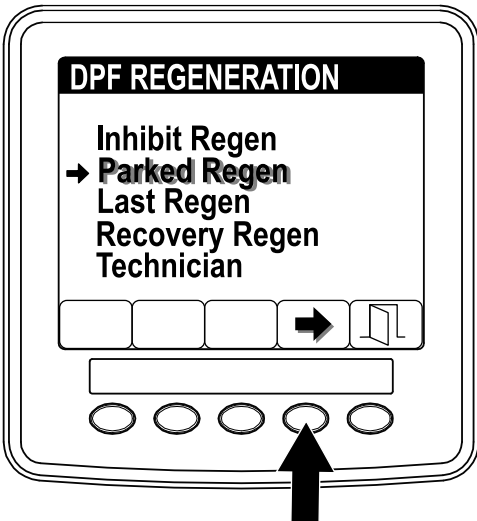 DPF REGENERATION
Inhibit Regen
Parked Regen
Last Regen
Recovery Regen
Technician